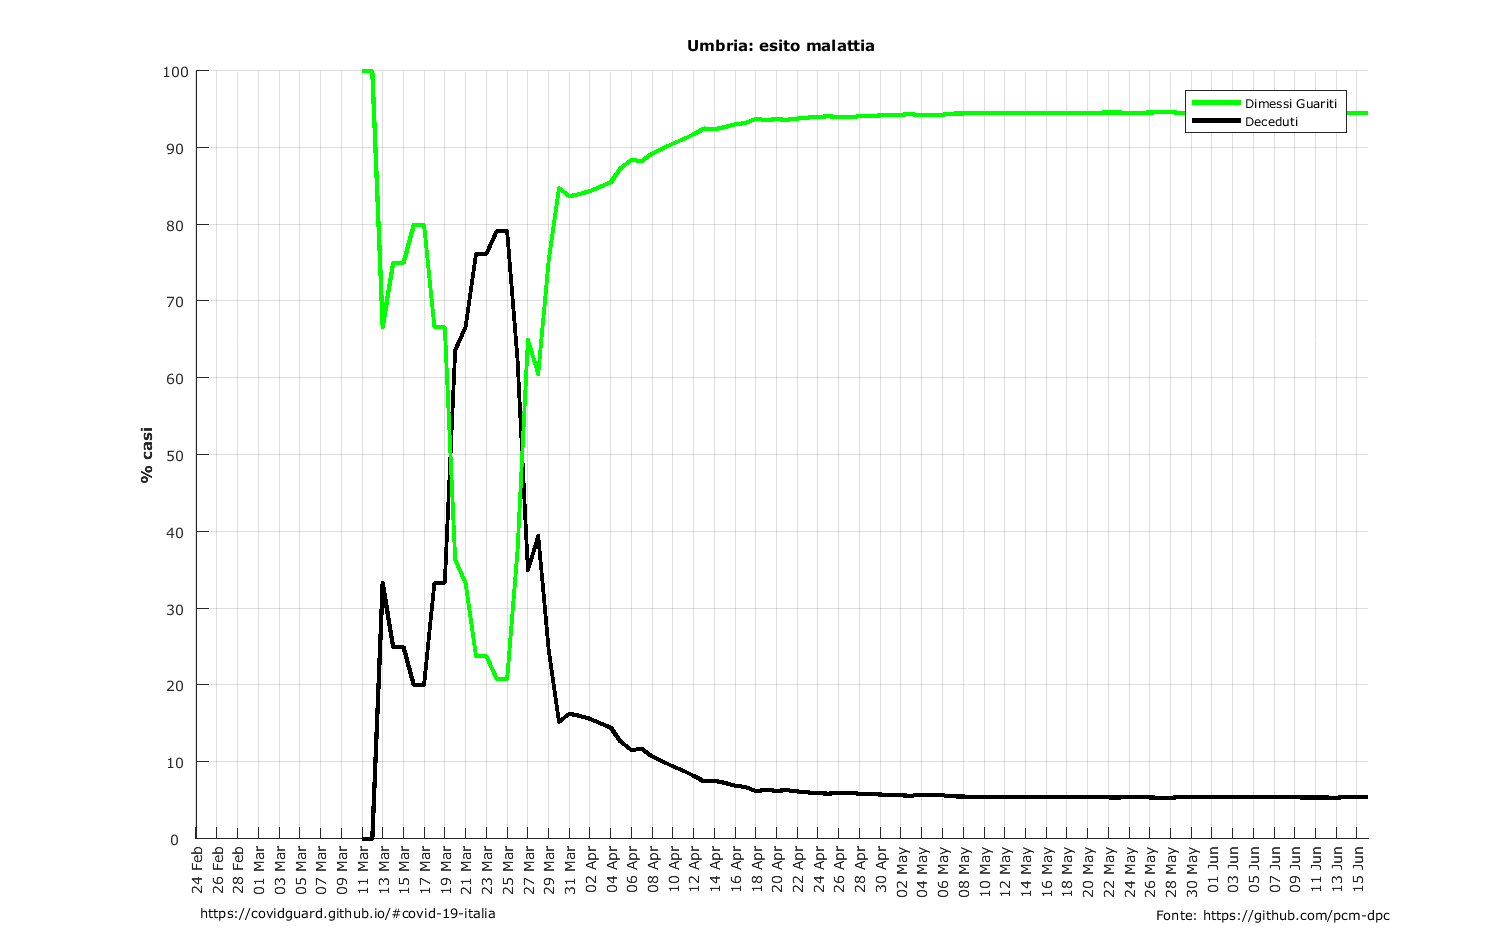 Umbria: esito malattia
% casi
100
90
80
70
60
50
40
30
20
10
0
Dimessi Guariti
Deceduti
24 Feb
26 Feb
28 Feb
01 Mar
03 Mar
05 Mar
07 Mar
09 Mar
11 Mar
13 Mar
15 Mar
17 Mar
19 Mar
21 Mar
23 Mar
25 Mar
27 Mar
29 Mar
31 Mar
02 Apr
04 Apr
06 Apr
08 Apr
10 Apr
12 Apr
14 Apr
16 Apr
18 Apr
20 Apr
22 Apr
24 Apr
26 Apr
28 Apr
30 Apr
02 May
04 May
06 May
08 May
10 May
12 May
14 May
16 May
18 May
20 May
22 May
24 May
26 May
28 May
30 May
01 Jun
03 Jun
05 Jun
07 Jun
09 Jun
11 Jun
13 Jun
15 Jun
https://covidguard.github.io/#covid-19-italia
Fonte: https://github.com/pcm-dpc